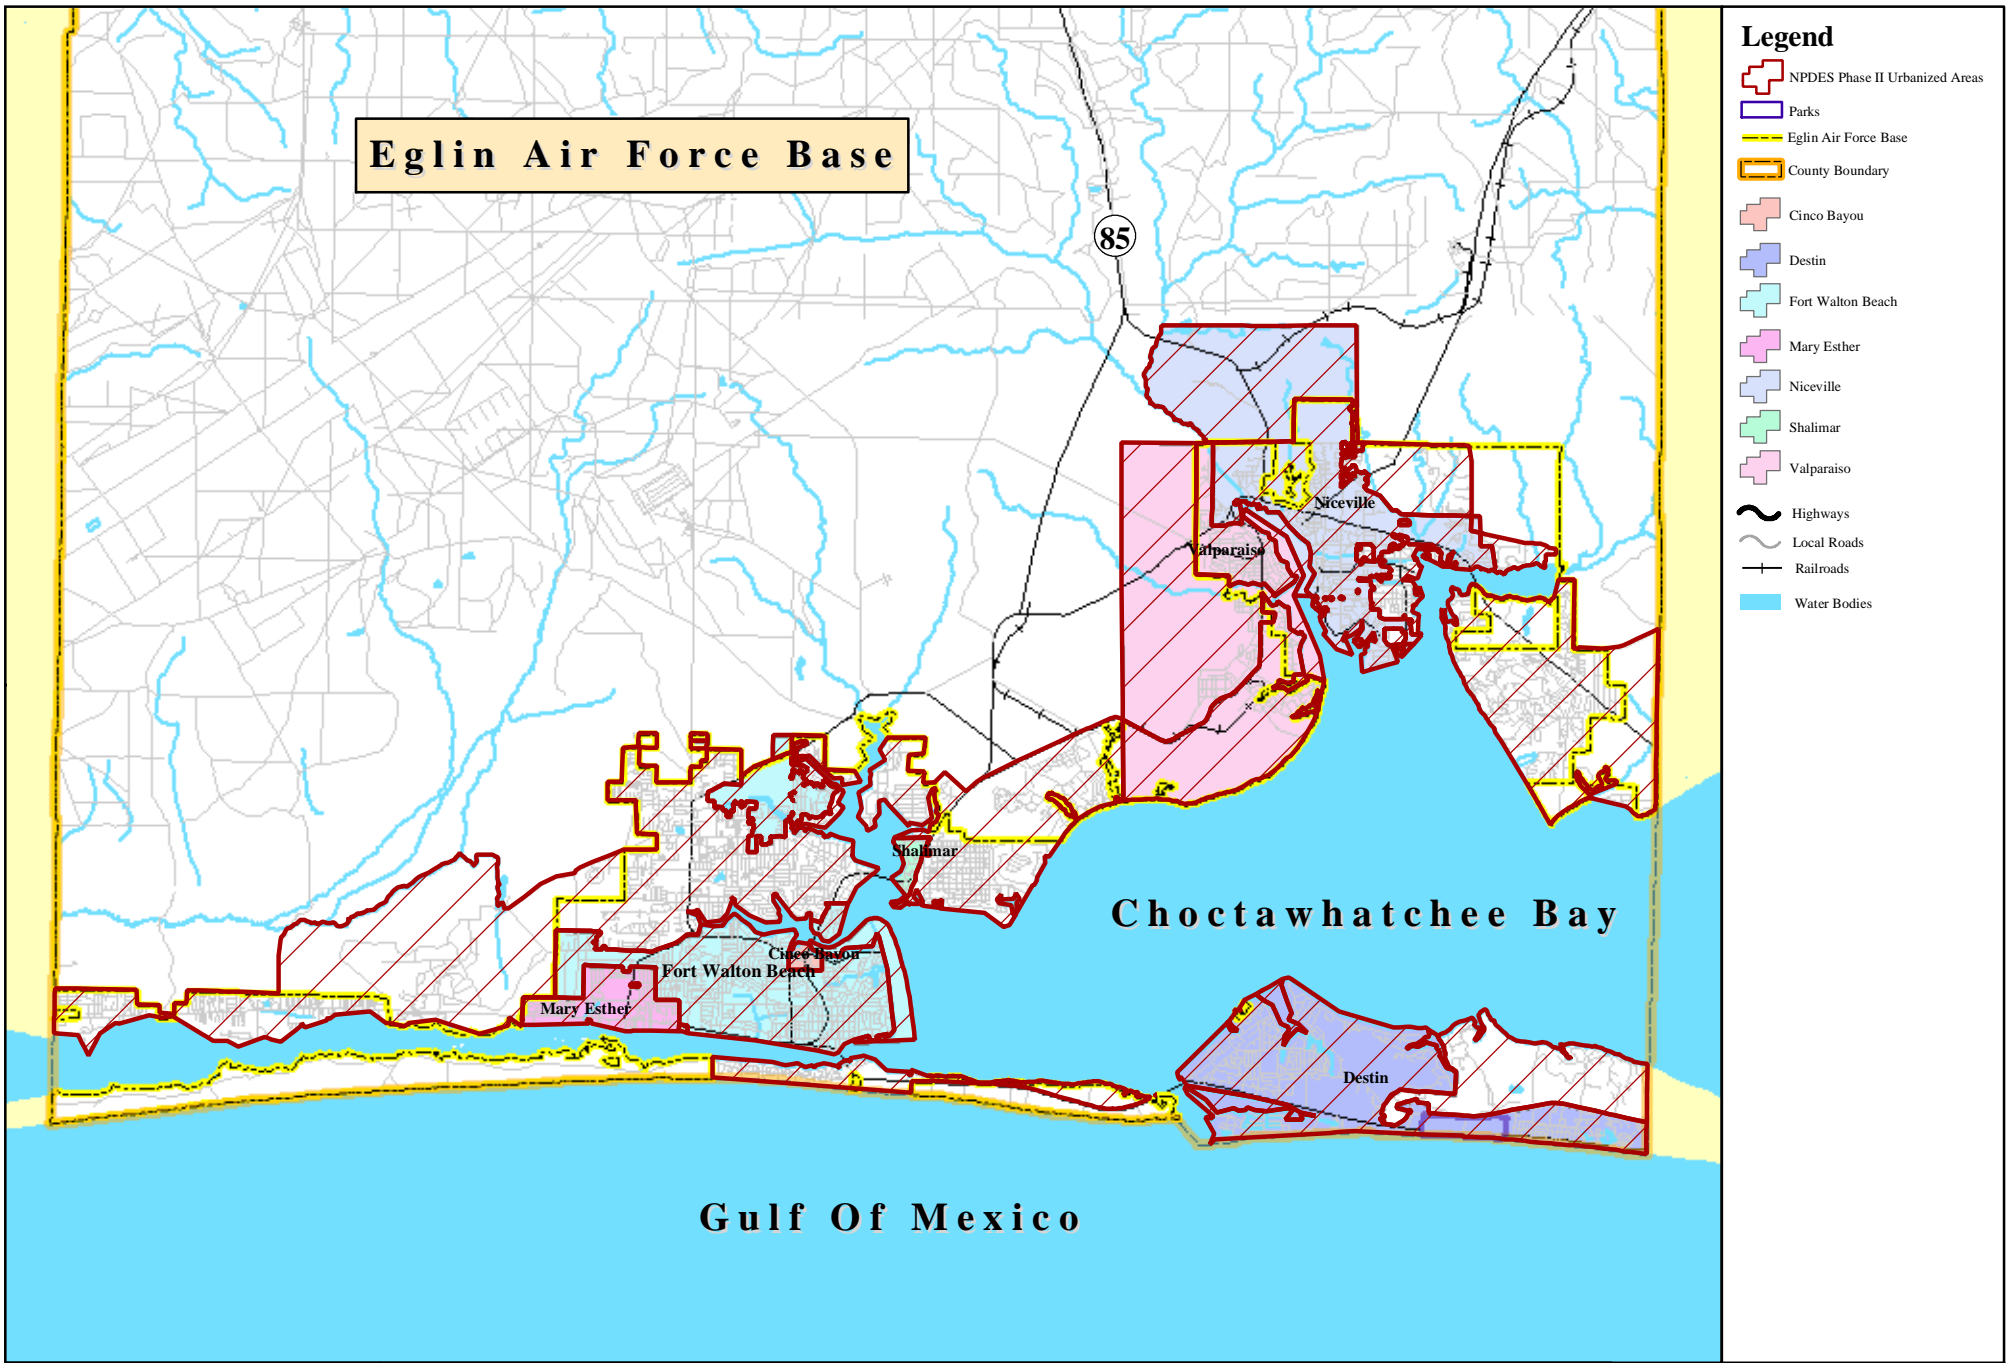 Eglin Air Force Base
85
Niceville
Valparaiso
Shalimar
Choctawhatchee Bay
Cinco Bayou
Fort Walton Beach
Mary Esther
Destin
Gulf Of Mexico
Legend
NPDES Phase II Urbanized Areas
Parks
Eglin Air Force Base
County Boundary
Cinco Bayou
Destin
Fort Walton Beach
Mary Esther
Niceville
Shalimar
Valparaiso
Highways
Local Roads
Railroads
Water Bodies